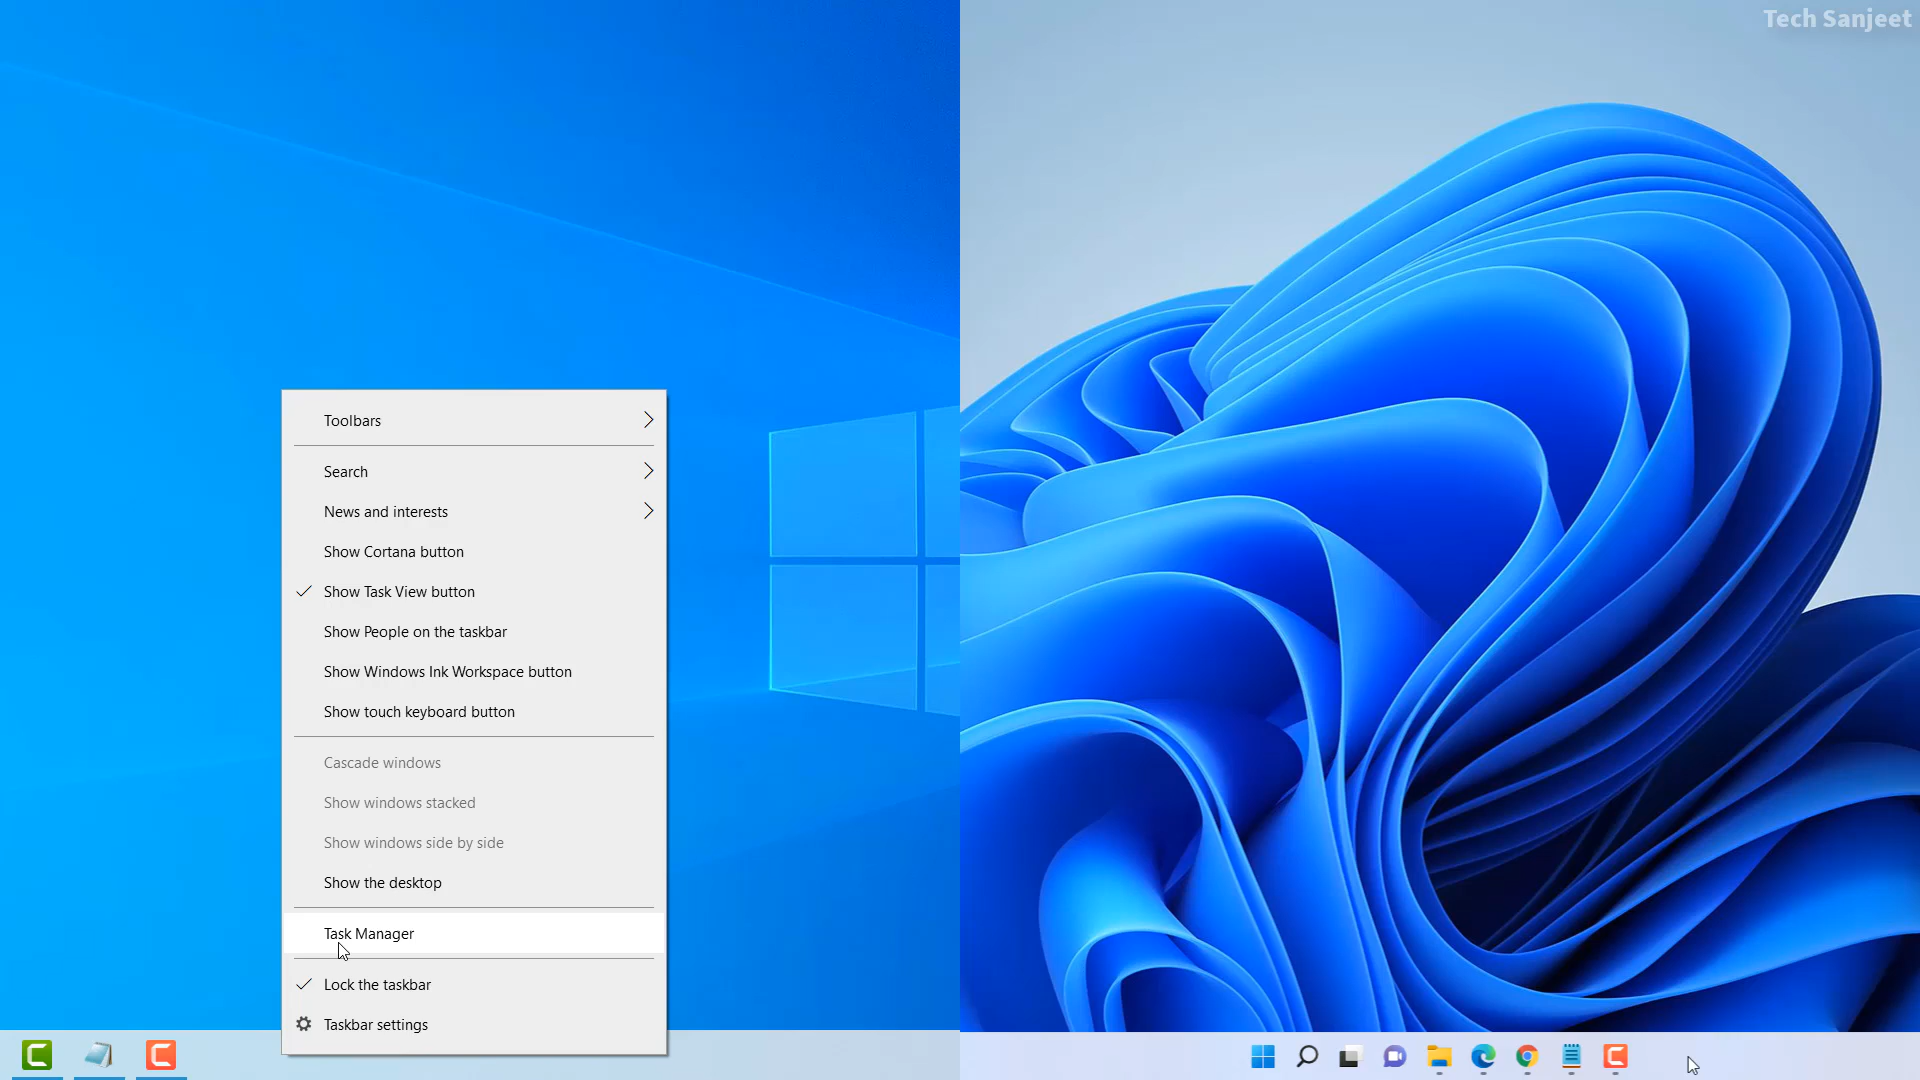 Tech Sanjeet
Toolbars
Search
News and interests
Show Cortana button
Show Task View button
Show People on the taskbar
Show Windows Ink Workspace button
Show touch keyboard button
Cascade windows
Show windows stacked
Show windows side by side
Show the desktop
Task Manager
Lock the taskbar
Taskbar settings